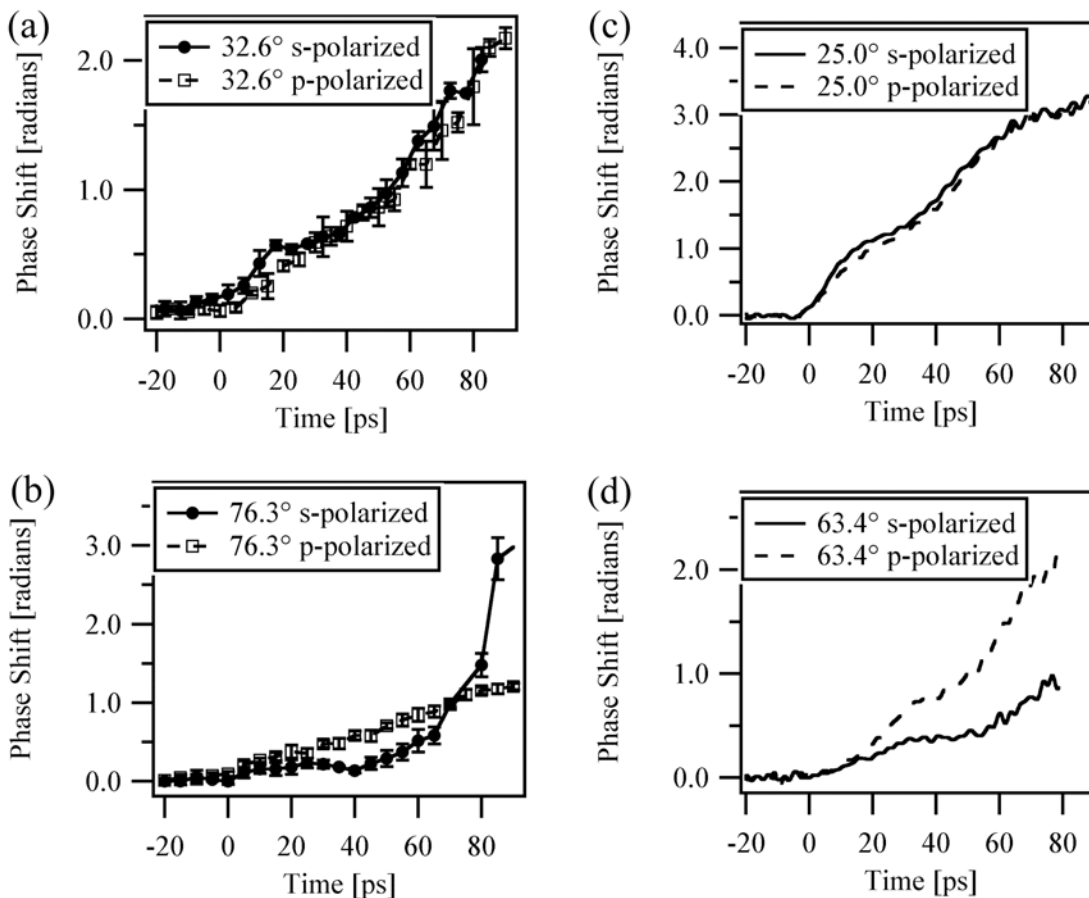 (a)
32.6° s-polarized
32.6° p-polarized
Phase Shift [radians]
2.0
1.0
0.0
-20 0 20 40 60 80
Time [ps]
(c)
25.0° s-polarized
25.0° p-polarized
Phase Shift [radians]
4.0
3.0
2.0
1.0
0.0
-20 0 20 40 60 80
Time [ps]
(b)
76.3° s-polarized
76.3° p-polarized
Phase Shift [radians]
3.0
2.0
1.0
0.0
-20 0 20 40 60 80
Time [ps]
(d)
63.4° s-polarized
63.4° p-polarized
Phase Shift [radians]
2.0
1.0
0.0
-20 0 20 40 60 80
Time [ps]